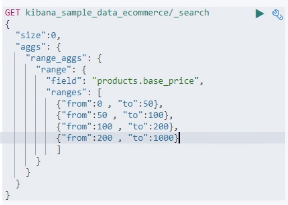 GET kibana_sample_data_ecommerce/_search
{
  "size":0,
  "aggs": {
    "range_aggs": {
      "range": {
        "field": "products.base_price",
        "ranges": [
          {"from":0 , "to":50},
          {"from":50 , "to":100},
          {"from":100 , "to":200},
          {"from":200 , "to":1000}
          ]
      }
    }
  }
}